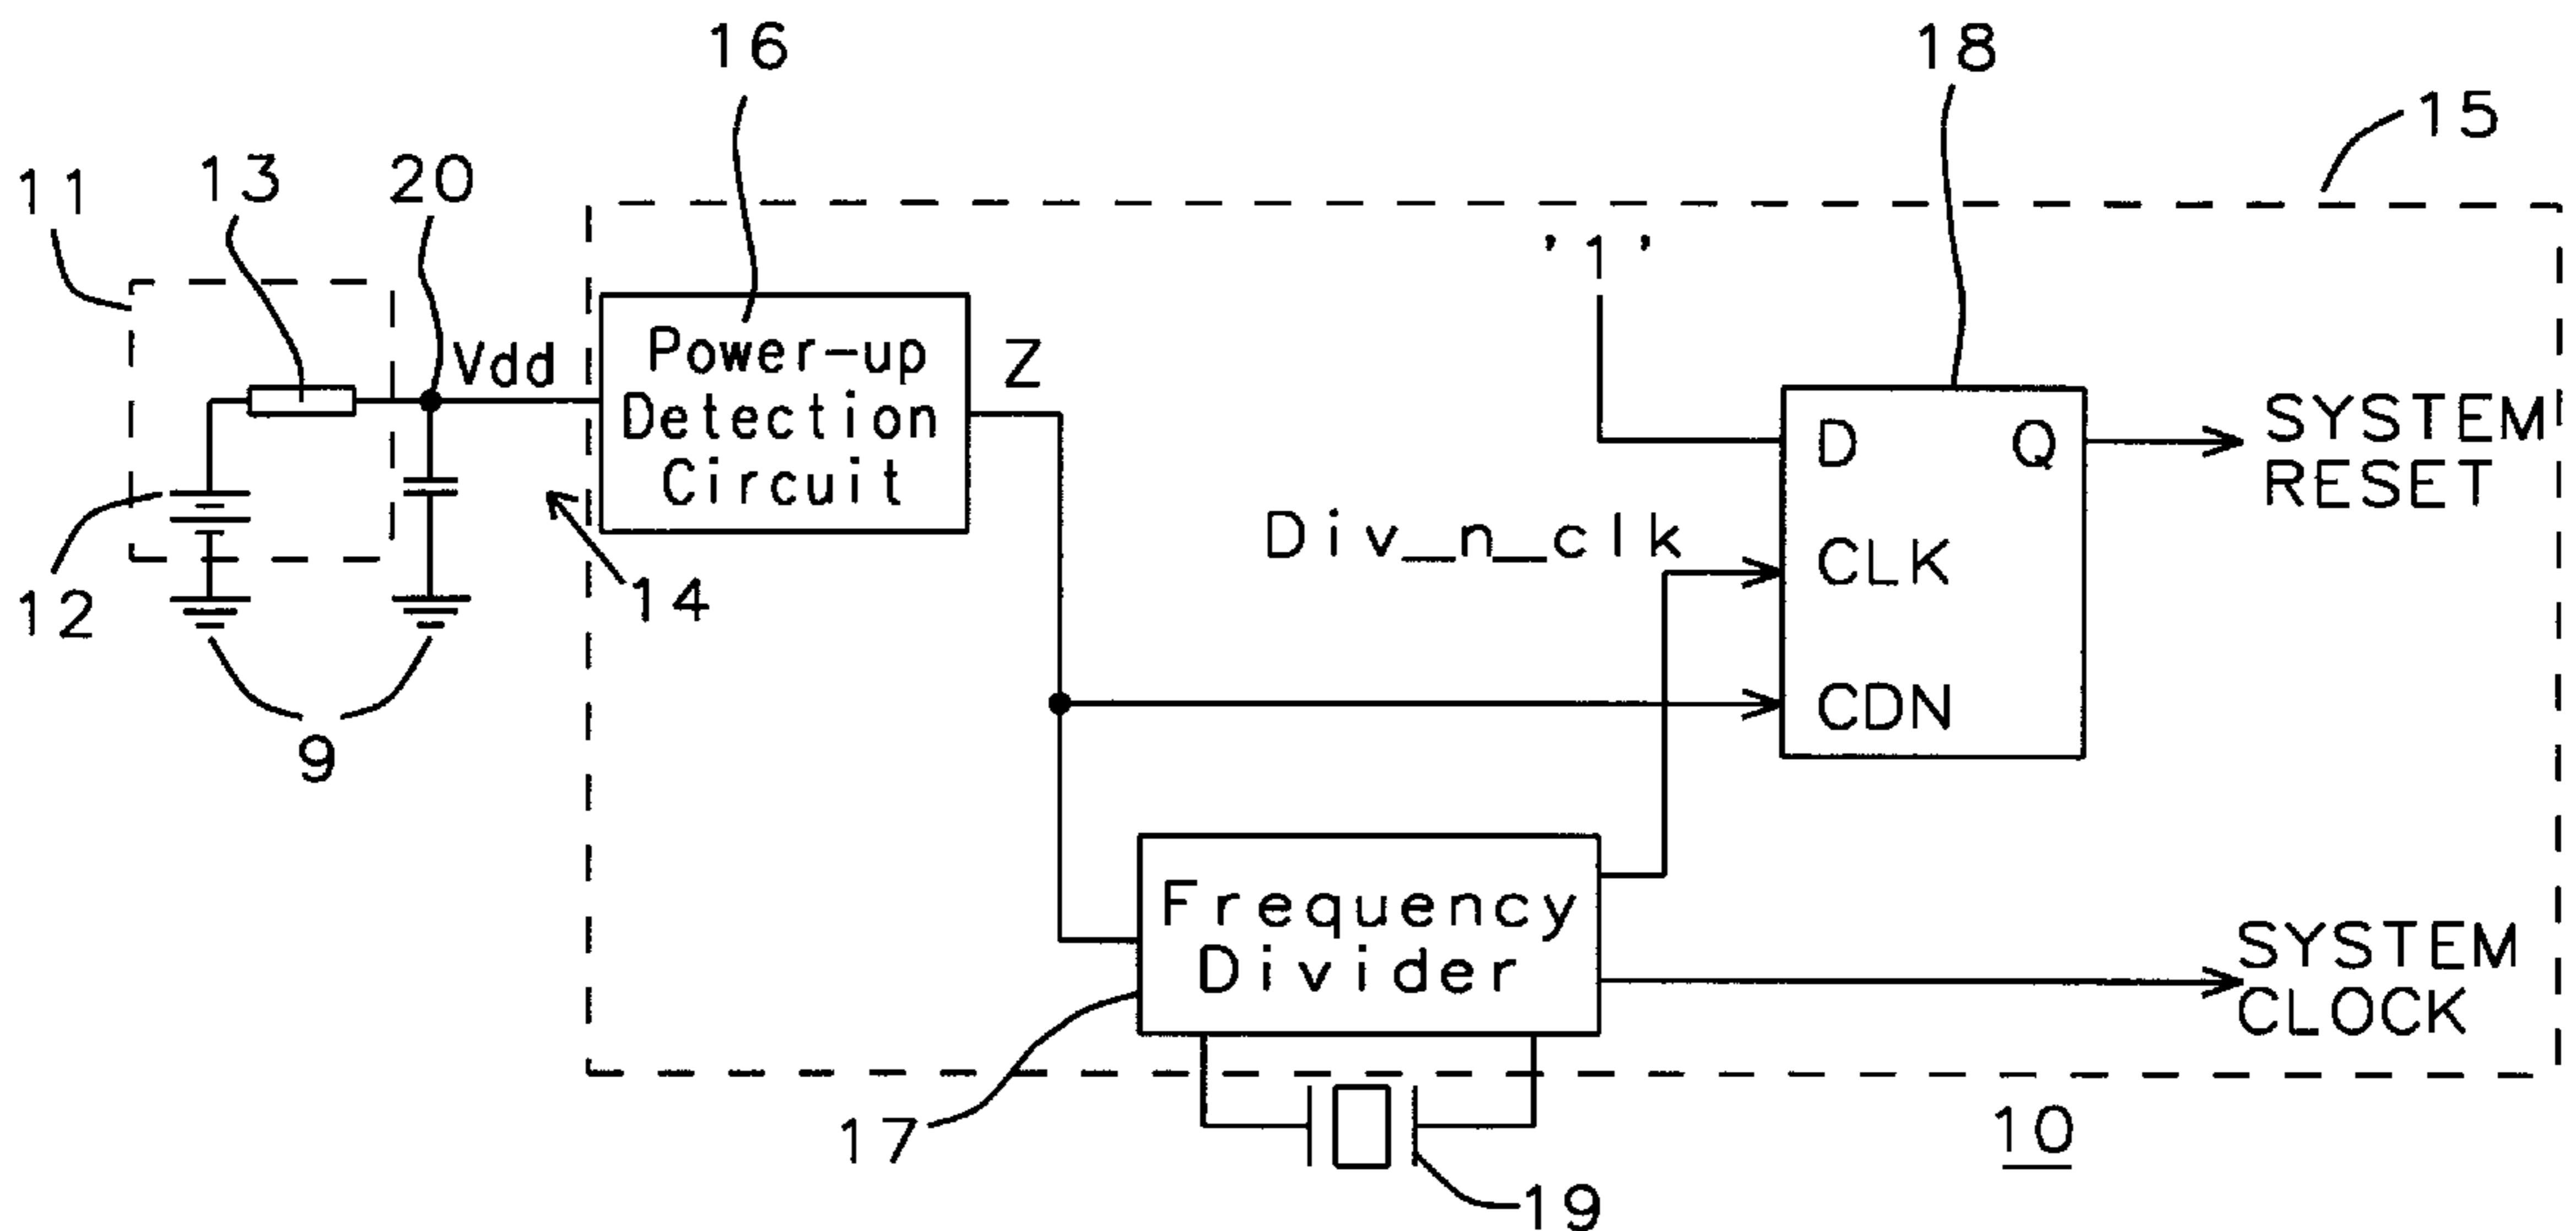 16
18
15
11
13
20
'1'
Vdd
Power-up
Detection
Circuit
Z
D
Q
SYSTEM
RESET
Div_n_clk
CLK
12
14
CDN
9
Frequency
Divider
SYSTEM
CLOCK
17
10
19